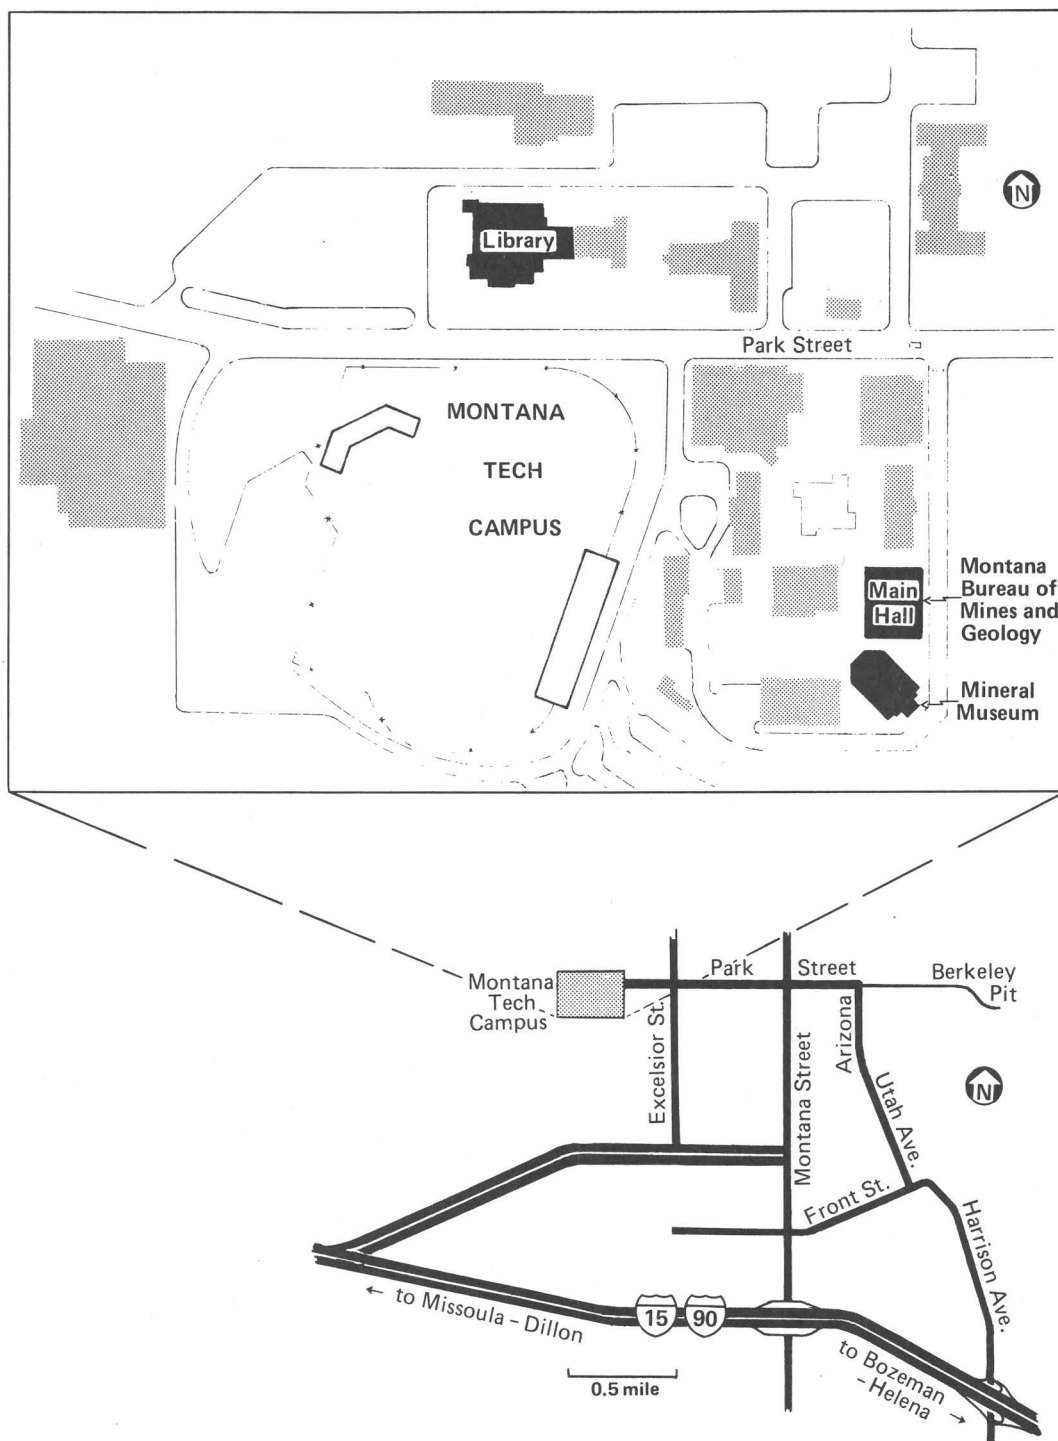 N
Library
Park Street
MONTANA
TECH
CAMPUS
Main
Hall
Montana
Bureau of
Mines and
Geology
Mineral
Museum
Park Street
Berkeley
Pit
Montana
Tech
Campus
Excelsior St.
Montana Street
Arizona
Utah Ave.
N
Front St.
Harrison Ave.
← to Missoula – Dillon
15 90
to Bozeman
– Helena →
0.5 mile